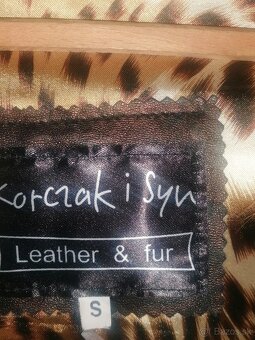 Korczak i Syn
Leather & fur
S